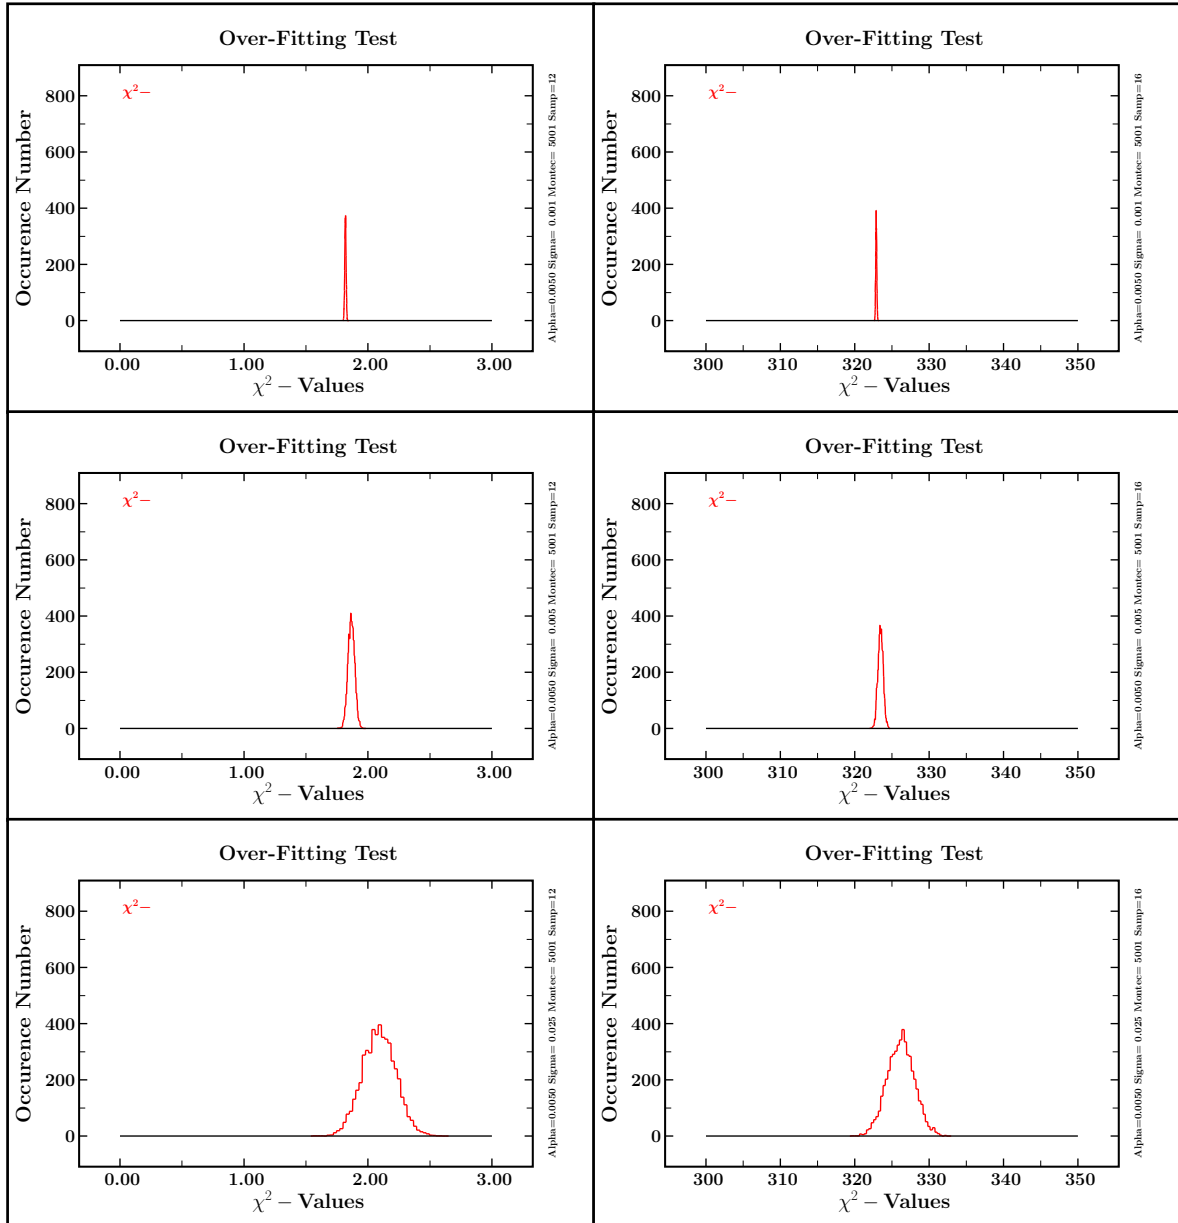 Over-Fitting Test
χ²−
800
600
400
200
0
Occurence Number
0.00 1.00 2.00 3.00
χ² − Values
Alpha=0.0050 Sigma= 0.001 Montec= 5001 Samp=12
Over-Fitting Test
χ²−
800
600
400
200
0
Occurence Number
300 310 320 330 340 350
χ² − Values
Alpha=0.0050 Sigma= 0.001 Montec= 5001 Samp=16
Over-Fitting Test
χ²−
800
600
400
200
0
Occurence Number
0.00 1.00 2.00 3.00
χ² − Values
Alpha=0.0050 Sigma= 0.005 Montec= 5001 Samp=12
Over-Fitting Test
χ²−
800
600
400
200
0
Occurence Number
300 310 320 330 340 350
χ² − Values
Alpha=0.0050 Sigma= 0.005 Montec= 5001 Samp=16
Over-Fitting Test
χ²−
800
600
400
200
0
Occurence Number
0.00 1.00 2.00 3.00
χ² − Values
Alpha=0.0050 Sigma= 0.025 Montec= 5001 Samp=12
Over-Fitting Test
χ²−
800
600
400
200
0
Occurence Number
300 310 320 330 340 350
χ² − Values
Alpha=0.0050 Sigma= 0.025 Montec= 5001 Samp=16